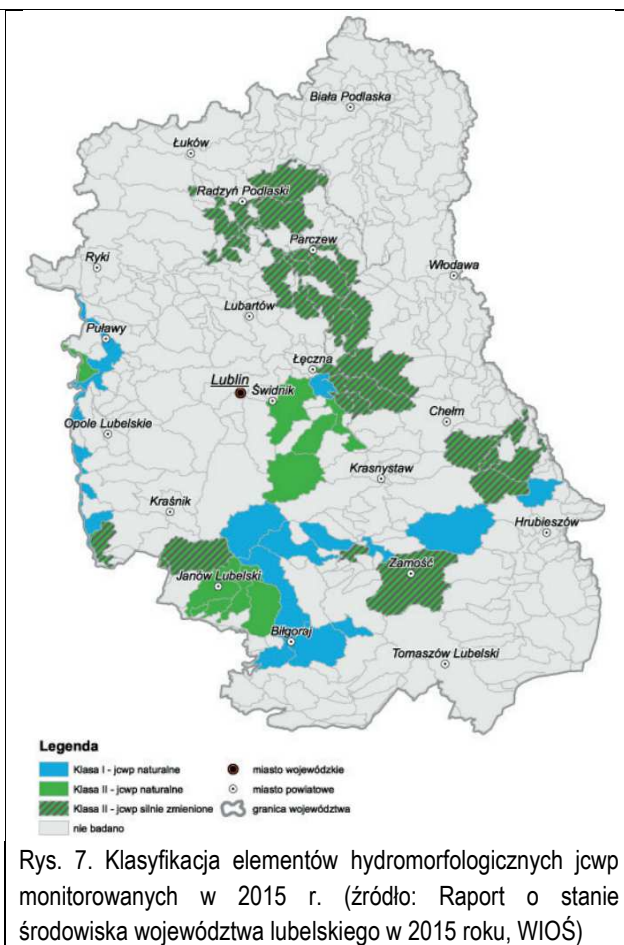 Biała Podlaska
Łuków
Radzyń Podlaski
Parczew
Ryki
Włodawa
Lubartów
Puławy
Łęczna
Lublin
Świdnik
Chełm
Opole Lubelskie
Krasnystaw
Kraśnik
Hrubieszów
Zamość
Janów Lubelski
Biłgoraj
Tomaszów Lubelski
Legenda
Klasa I - jcwp naturalne
miasto wojewódzkie
Klasa II - jcwp naturalne
miasto powiatowe
Klasa II - jcwp silnie zmienione
granica województwa
nie badano
Rys. 7. Klasyfikacja elementów hydromorfologicznych jcwp
monitorowanych w 2015 r. (źródło: Raport o stanie
środowiska województwa lubelskiego w 2015 roku, WIOŚ)